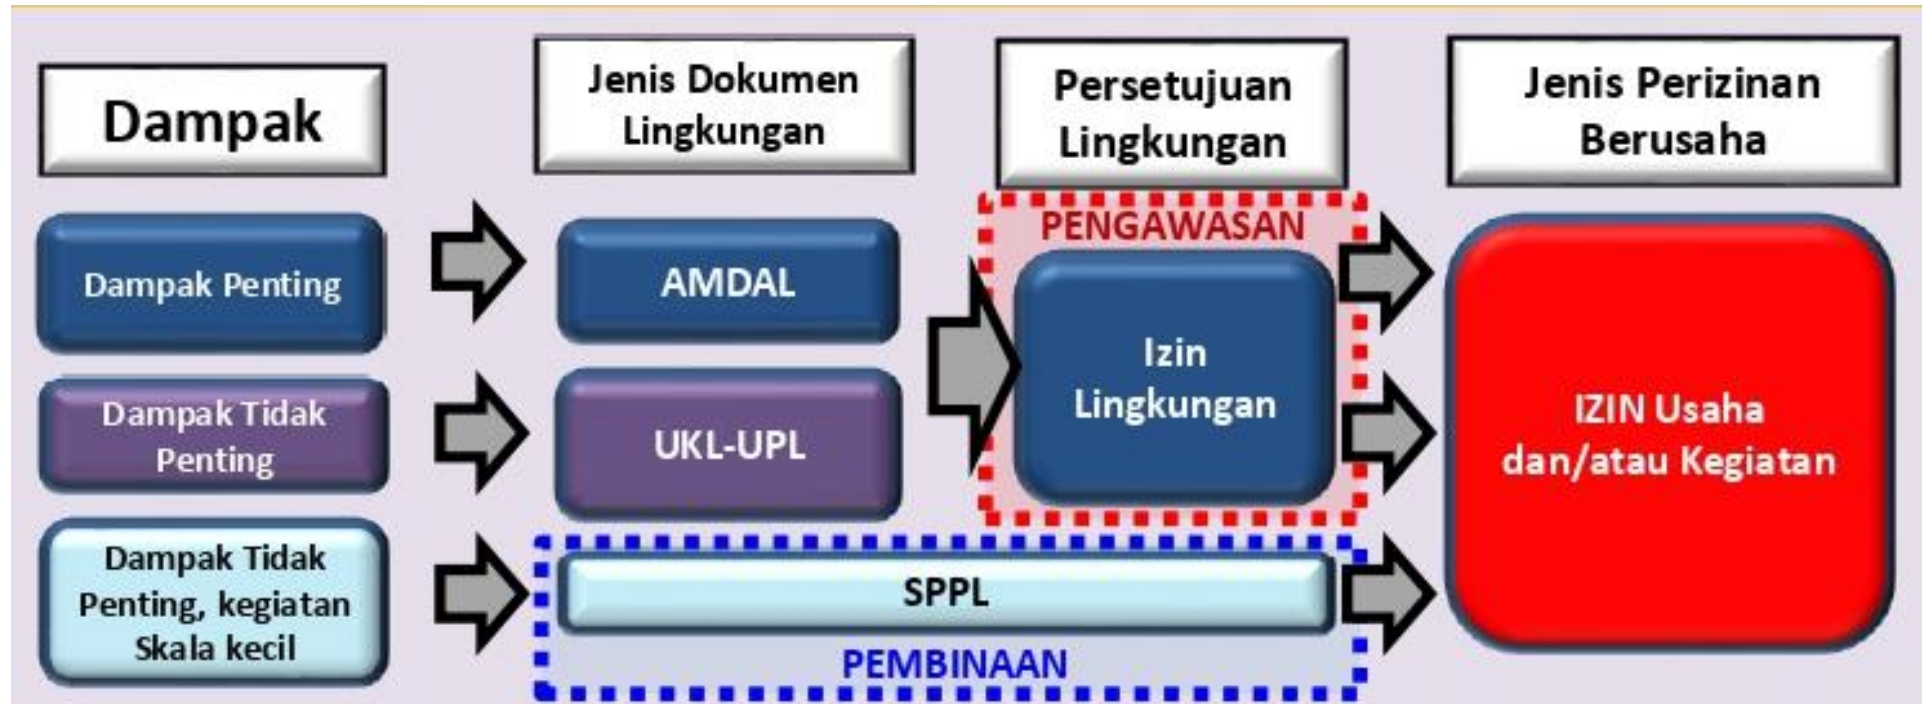 Dampak
Jenis Dokumen
Lingkungan
Persetujuan
Lingkungan
Jenis Perizinan
Berusaha
Dampak Penting
AMDAL
PENGAWASAN
Izin
Lingkungan
IZIN Usaha
dan/atau Kegiatan
Dampak Tidak
Penting
UKL-UPL
Dampak Tidak
Penting, kegiatan
Skala kecil
SPPL
PEMBINAAN